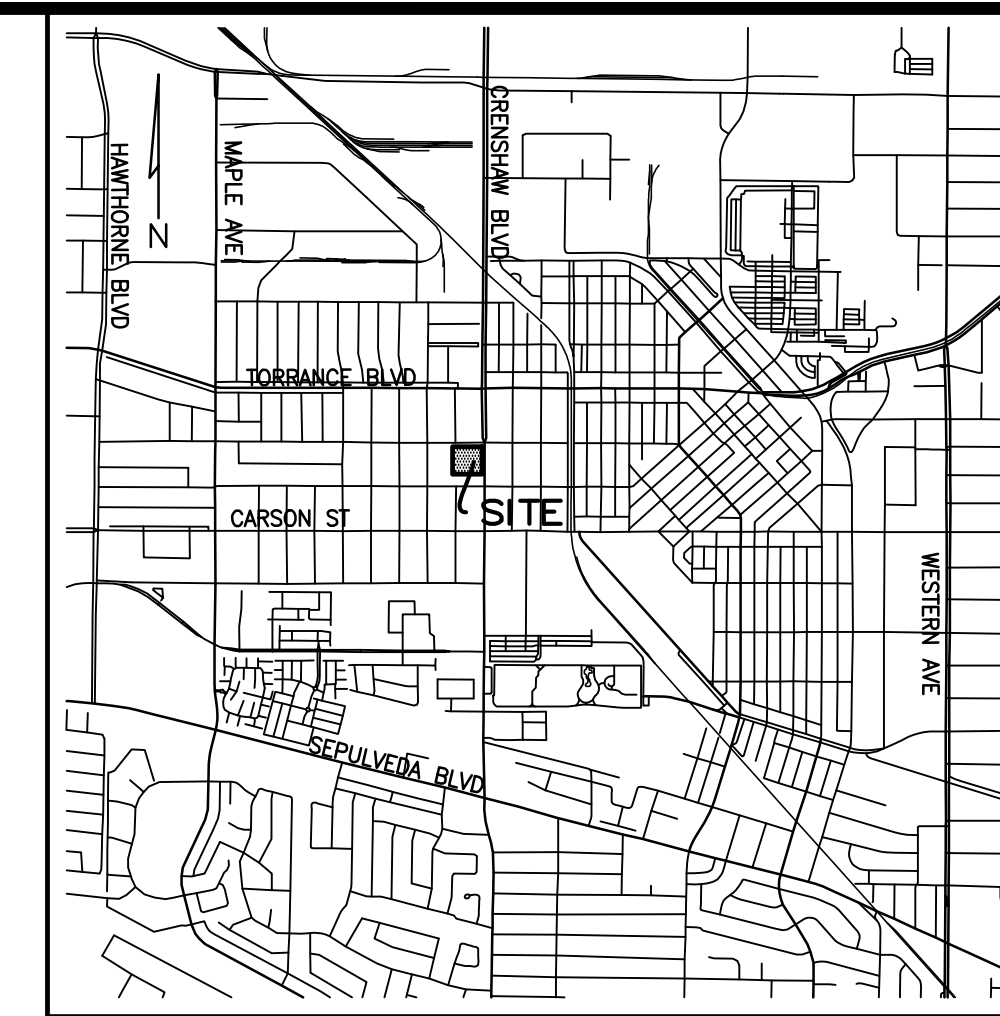 CRENSHAW BLVD
HAWTHORNE BLVD
MAPLE AVE
N
TORRANCE BLVD
SITE
CARSON ST
WESTERN AVE
SEPULVEDA BLVD